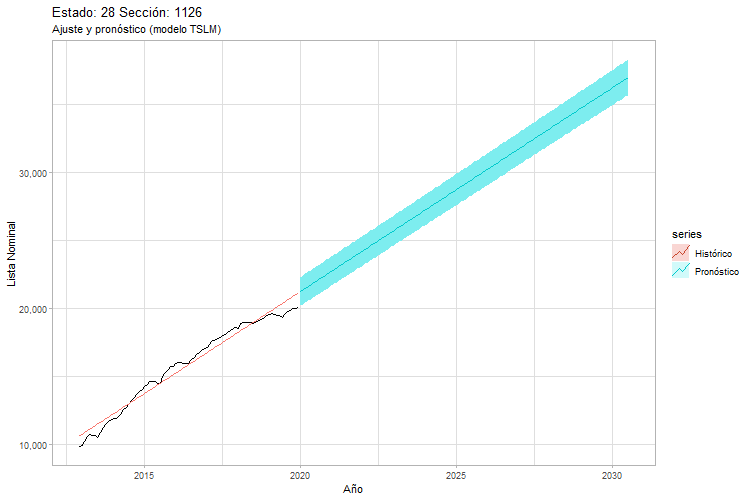 Estado: 28 Sección: 1126
Ajuste y pronóstico (modelo TSLM)
Lista Nominal
30,000
20,000
10,000
2015
2020
2025
2030
Año
series
Histórico
Pronóstico